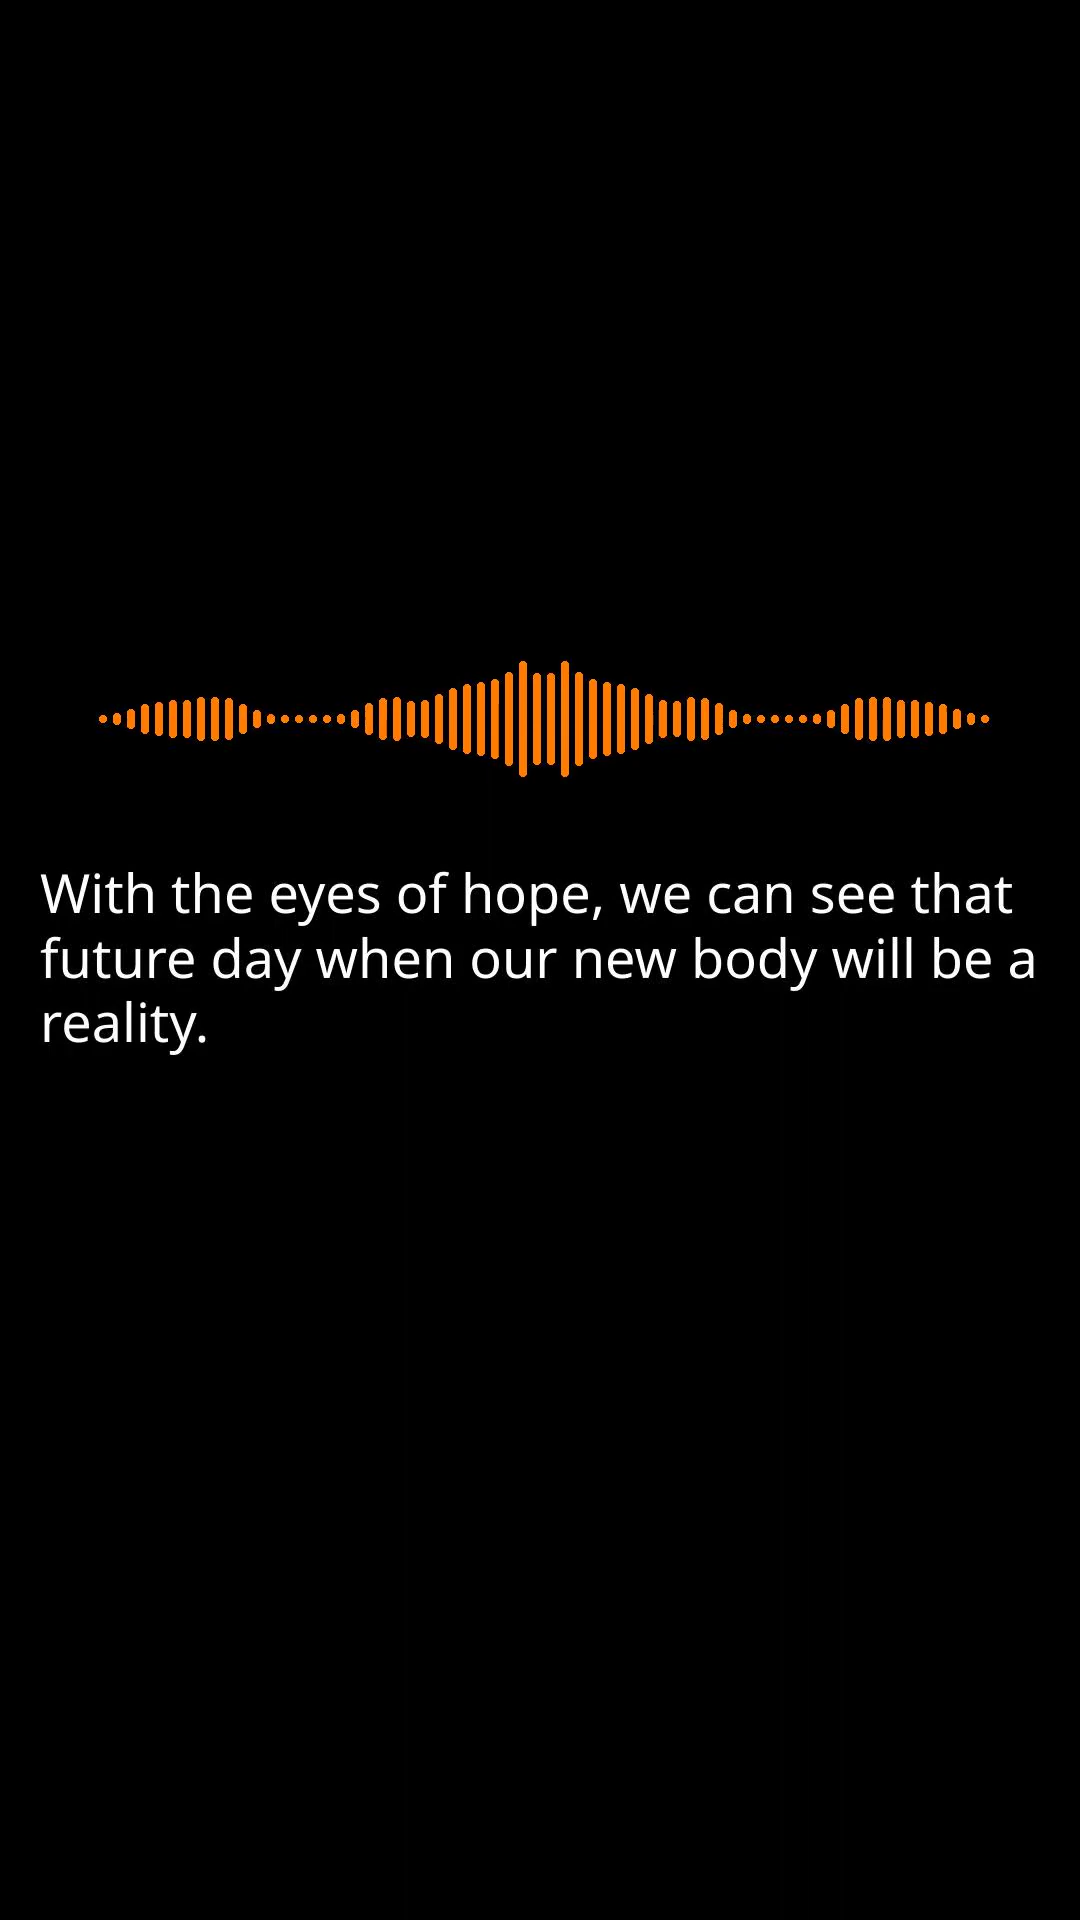 With the eyes of hope, we can see that
future day when our new body will be a
reality.